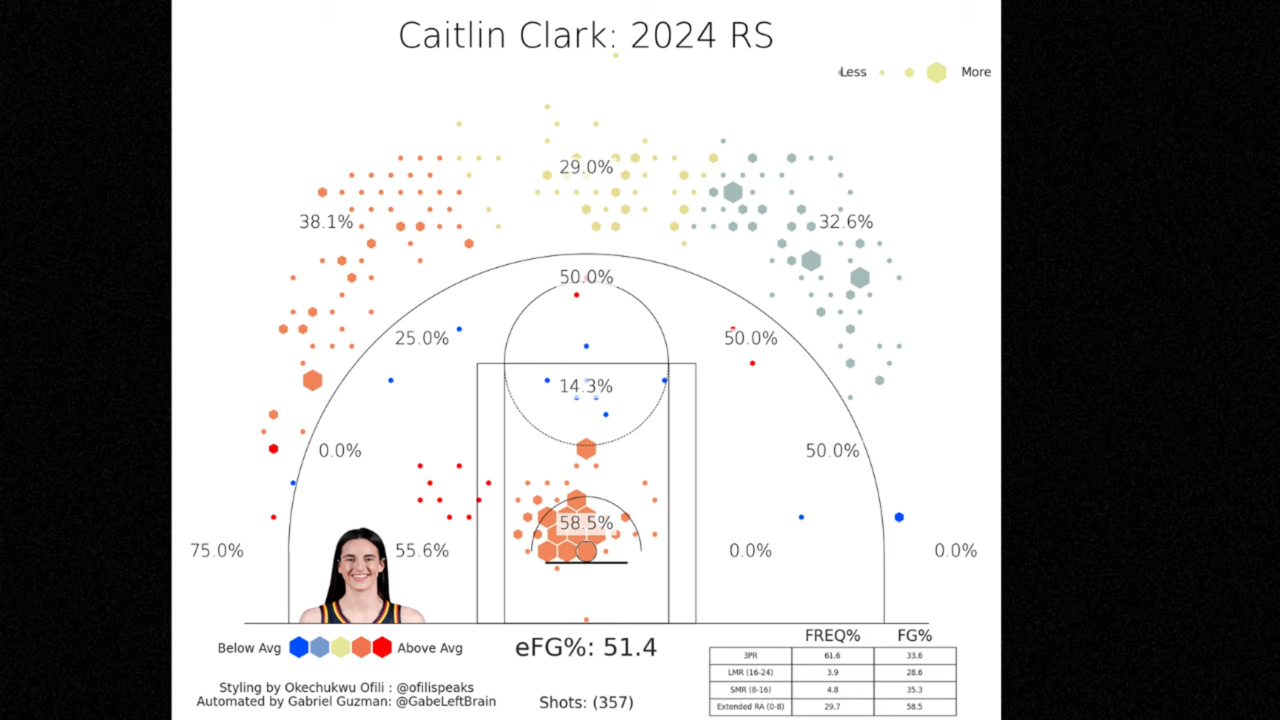 Caitlin Clark: 2024 RS
Less More
29.0%
38.1% 32.6%
50.0%
25.0% 50.0%
14.3%
0.0% 50.0%
58.5%
75.0% 55.6% 0.0% 0.0%
FREQ% FG%
Below Avg Above Avg eFG%: 51.4
3PR 61.6 33.6
LMR (16-24) 3.9 28.6
SMR (8-16) 4.8 35.3
Extended RA (0-8) 29.7 58.5
Styling by Okechukwu Ofili : @ofilispeaks
Automated by Gabriel Guzman: @GabeLeftBrain
Shots: (357)